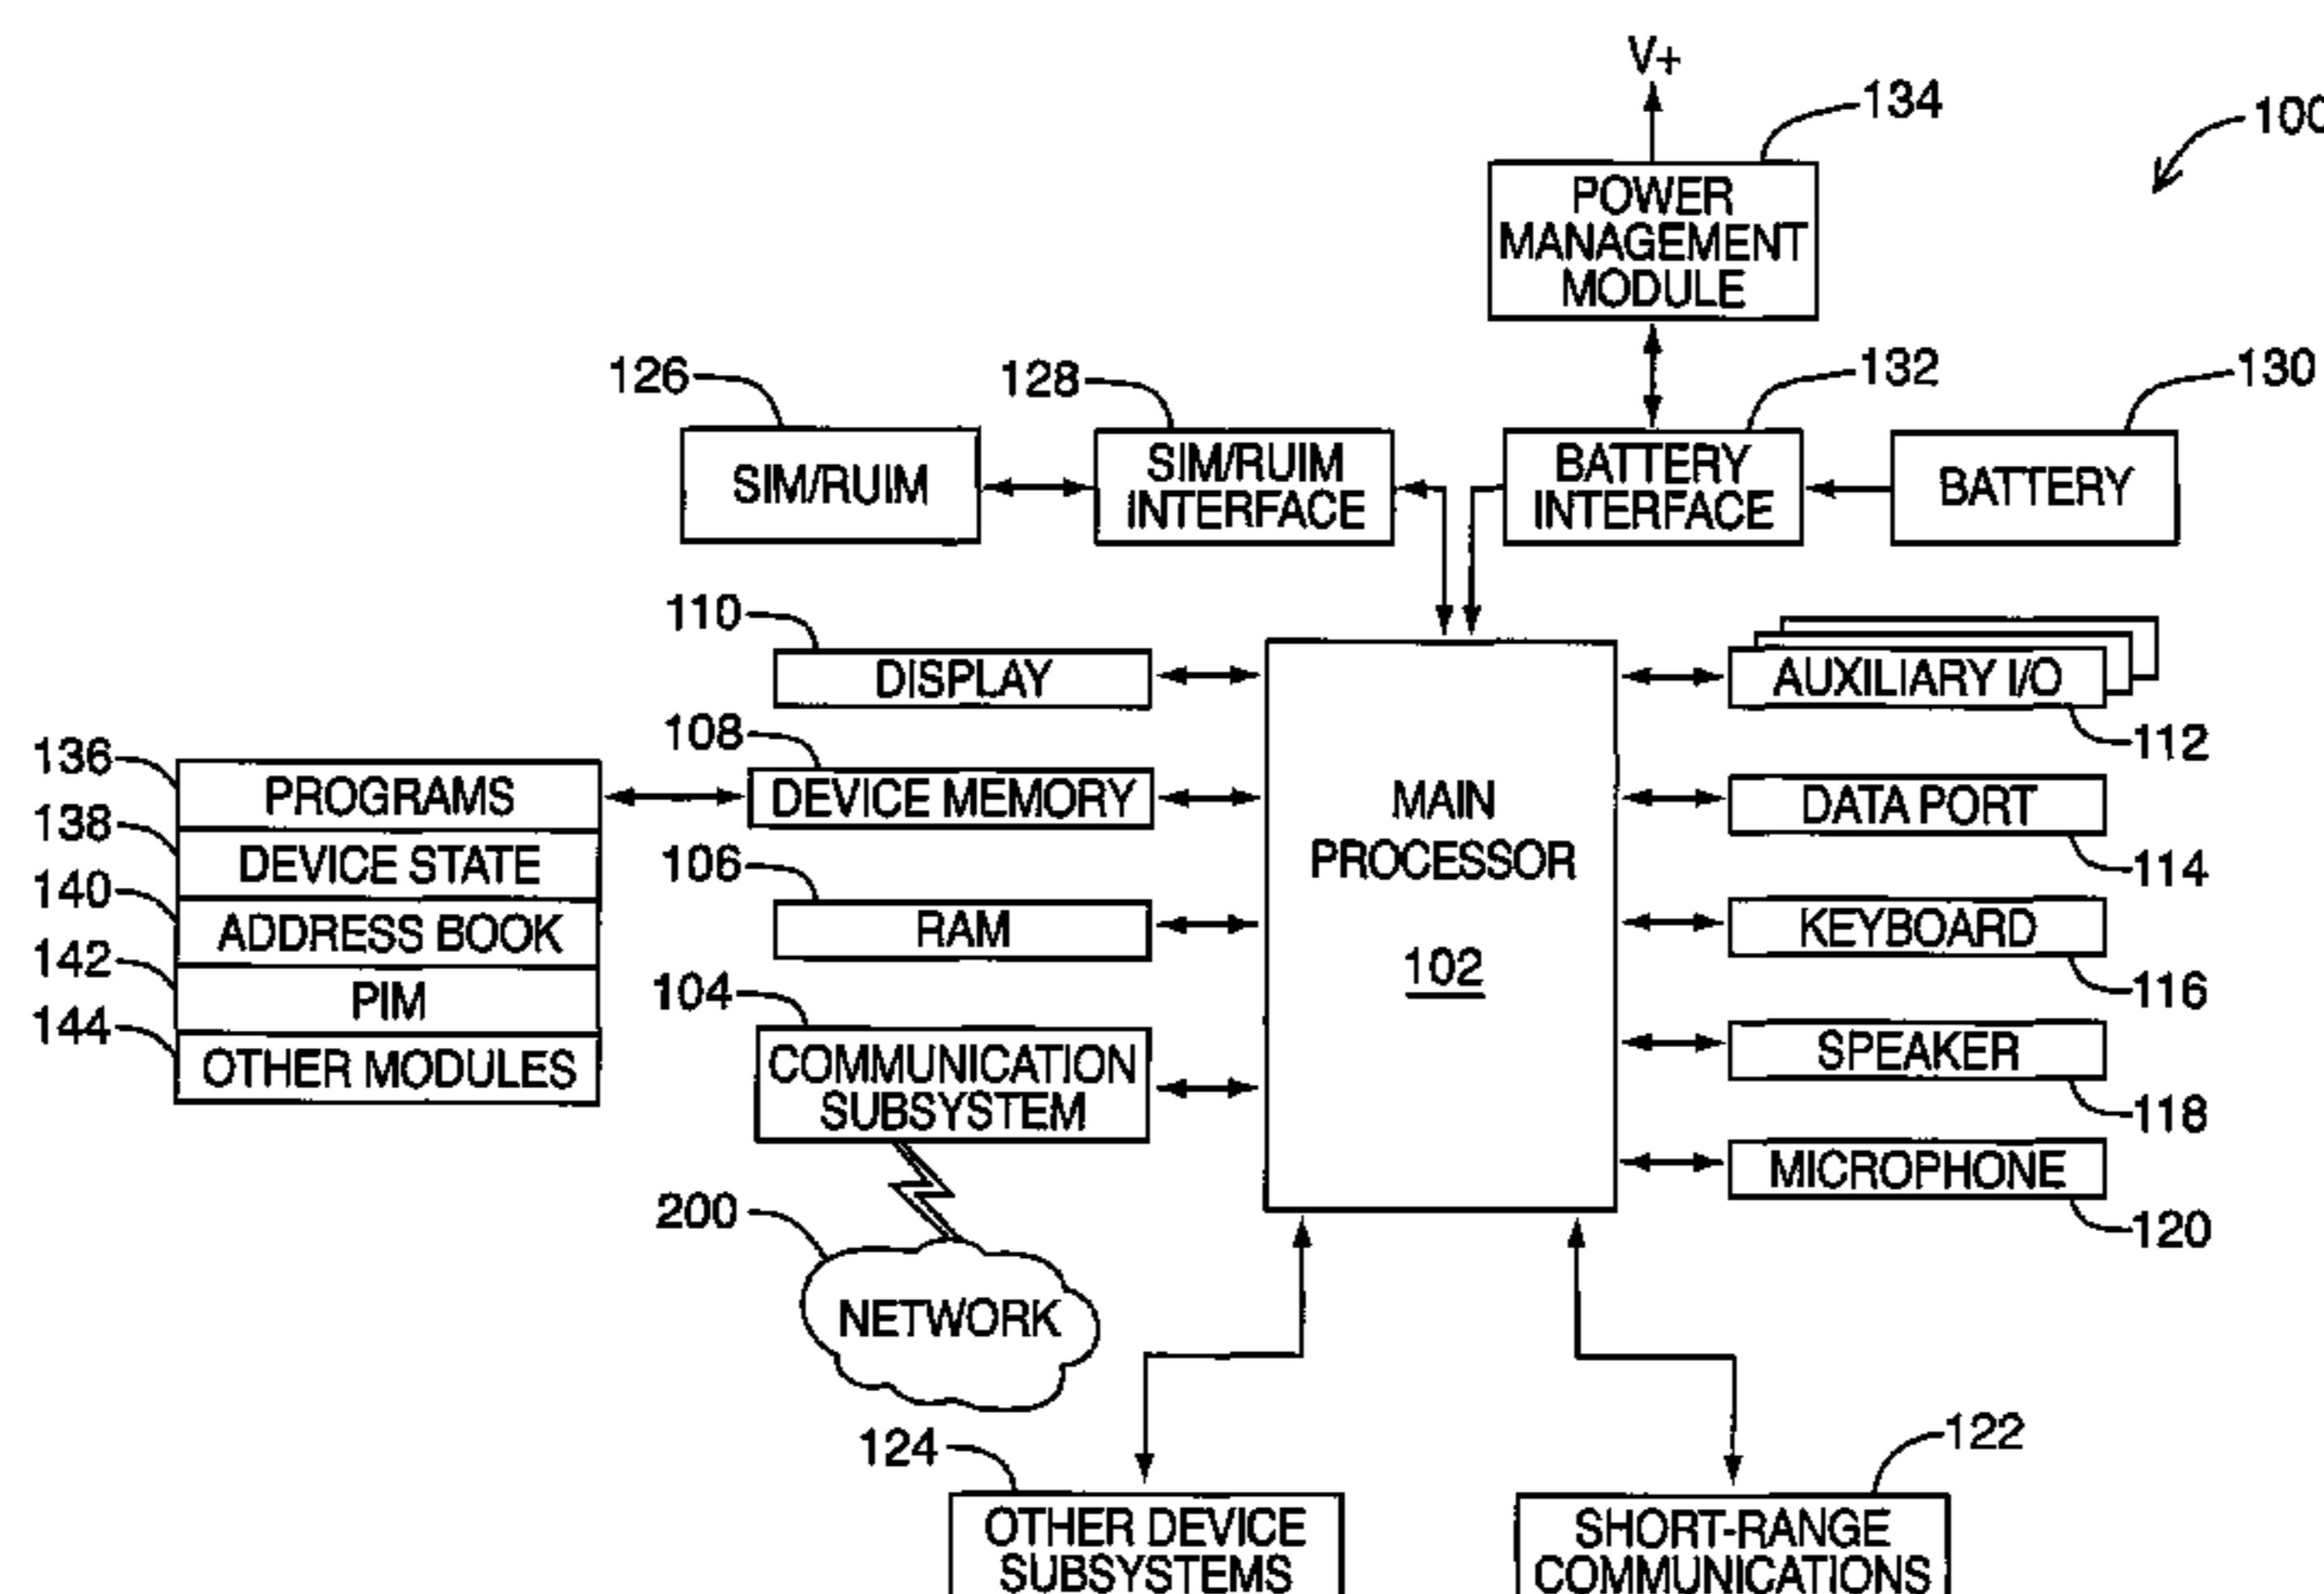 V+
134
100
POWER
MANAGEMENT
MODULE
126
128
132
130
SIM/RUIM
SIM/RUIM
INTERFACE
BATTERY
INTERFACE
BATTERY
110
DISPLAY
AUXILIARY I/O
112
108
DEVICE MEMORY
MAIN
PROCESSOR
102
DATA PORT
114
136
PROGRAMS
138
DEVICE STATE
140
ADDRESS BOOK
142
PIM
144
OTHER MODULES
106
RAM
KEYBOARD
116
104
COMMUNICATION
SUBSYSTEM
SPEAKER
118
MICROPHONE
120
200
NETWORK
124
OTHER DEVICE
SUBSYSTEMS
122
SHORT-RANGE
COMMUNICATIONS